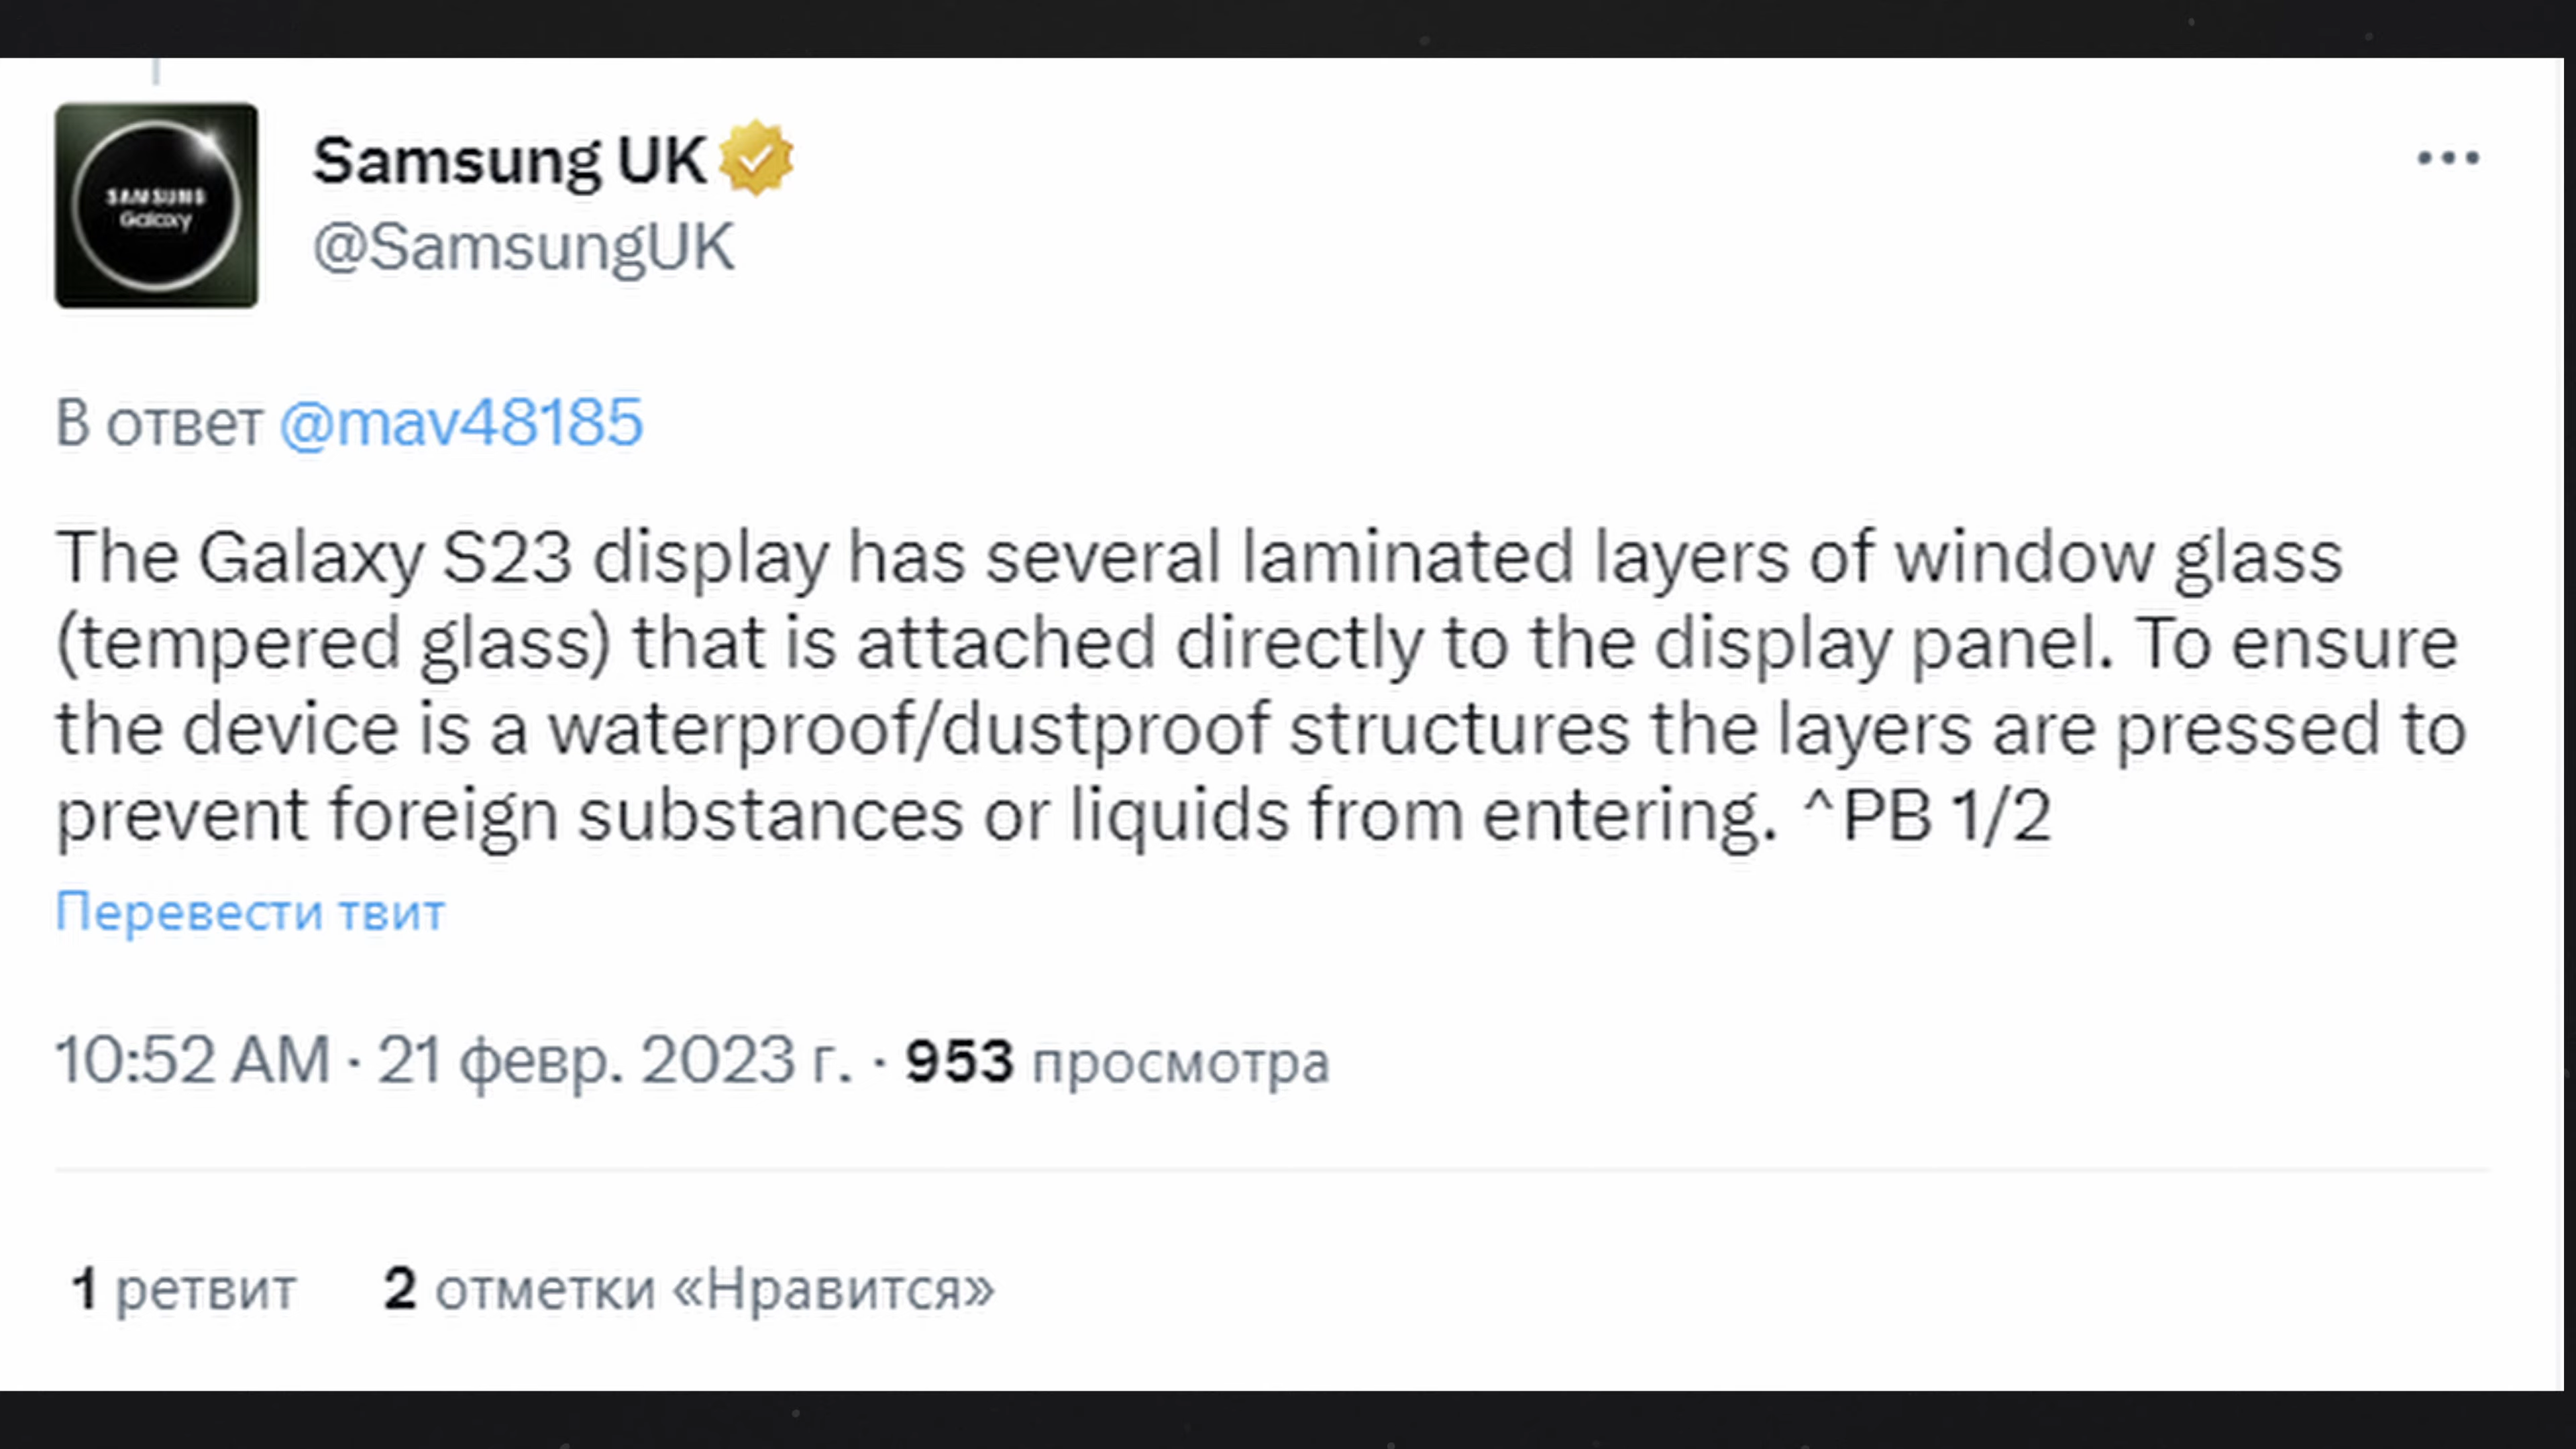 SAMSUNG
Galaxy
Samsung UK
@SamsungUK
В ответ @mav48185
The Galaxy S23 display has several laminated layers of window glass
(tempered glass) that is attached directly to the display panel. To ensure
the device is a waterproof/dustproof structures the layers are pressed to
prevent foreign substances or liquids from entering. ^PB 1/2
Перевести твит
10:52 AM · 21 февр. 2023 г. · 953 просмотра
1 ретвит 2 отметки «Нравится»